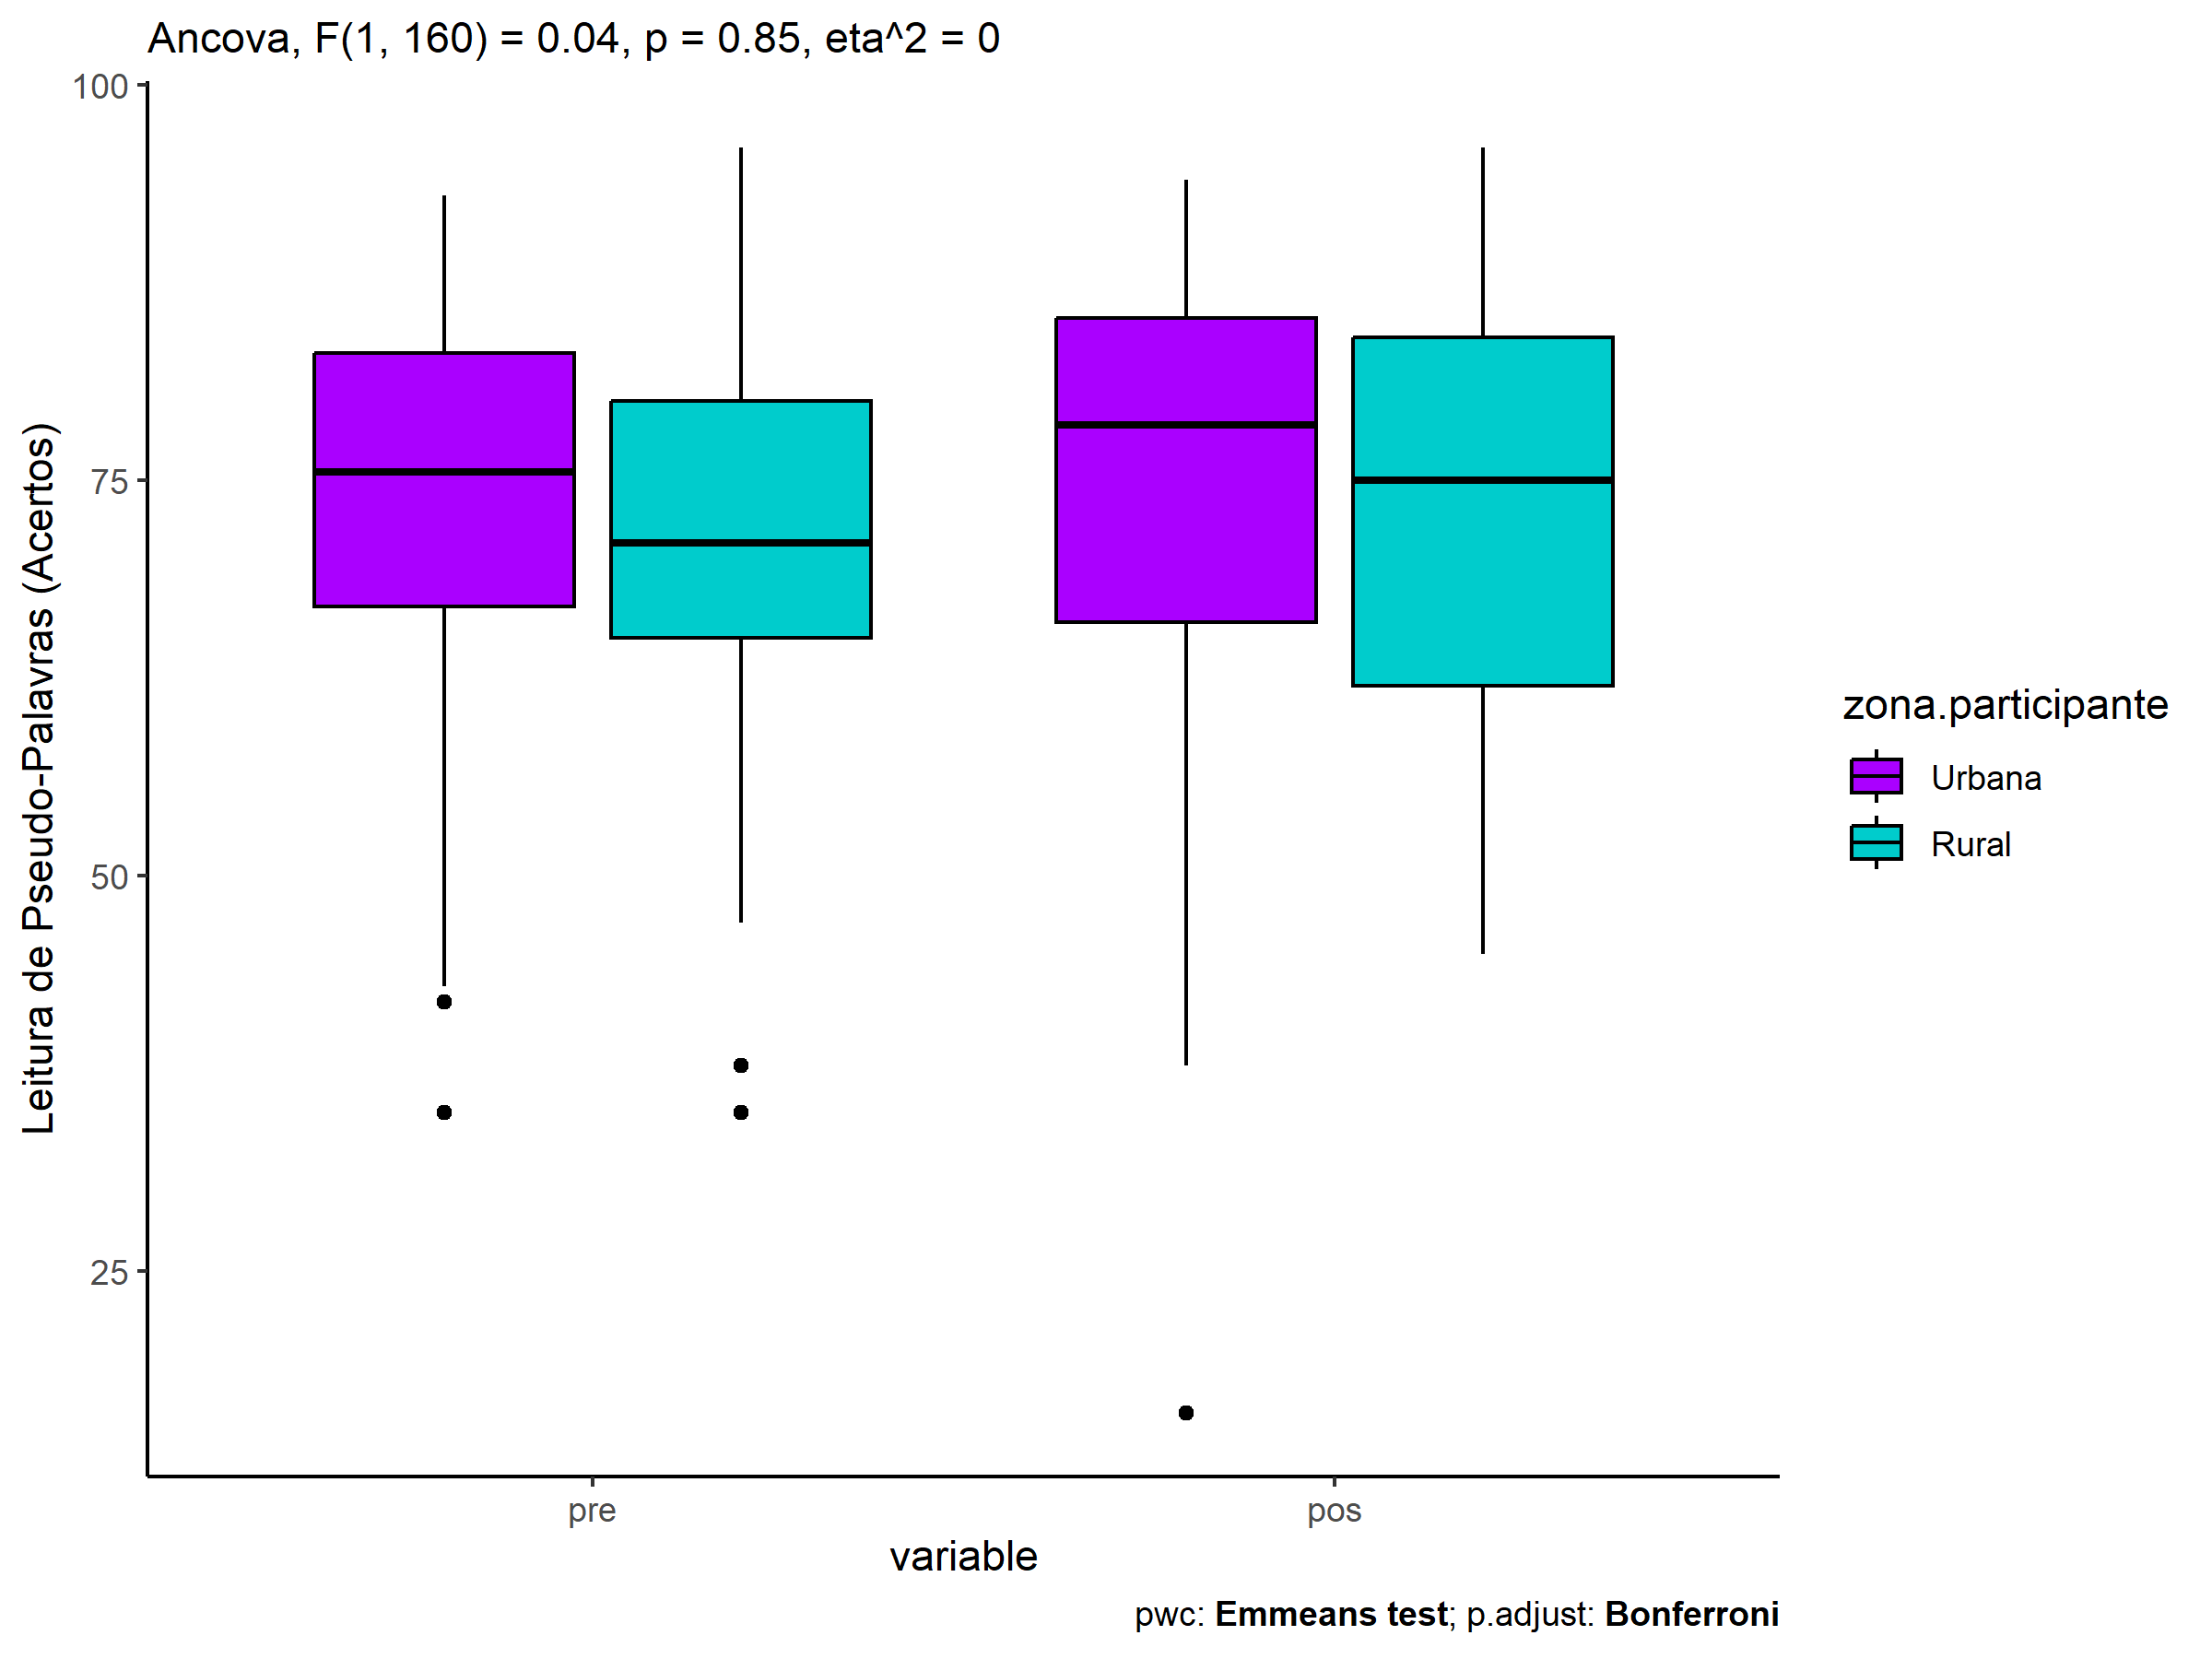 Ancova, F(1, 160) = 0.04, p = 0.85, eta^2 = 0
Leitura de Pseudo-Palavras (Acertos)
100
75
50
25
pre
pos
variable
zona.participante
Urbana
Rural
pwc: Emmeans test; p.adjust: Bonferroni